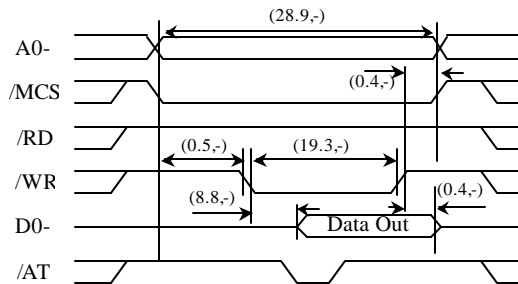 (28.9,-)
A0-
(0.4,-)
/MCS
/RD
(0.5,-) (19.3,-)
/WR
(8.8,-) (0.4,-)
D0- Data Out
/AT